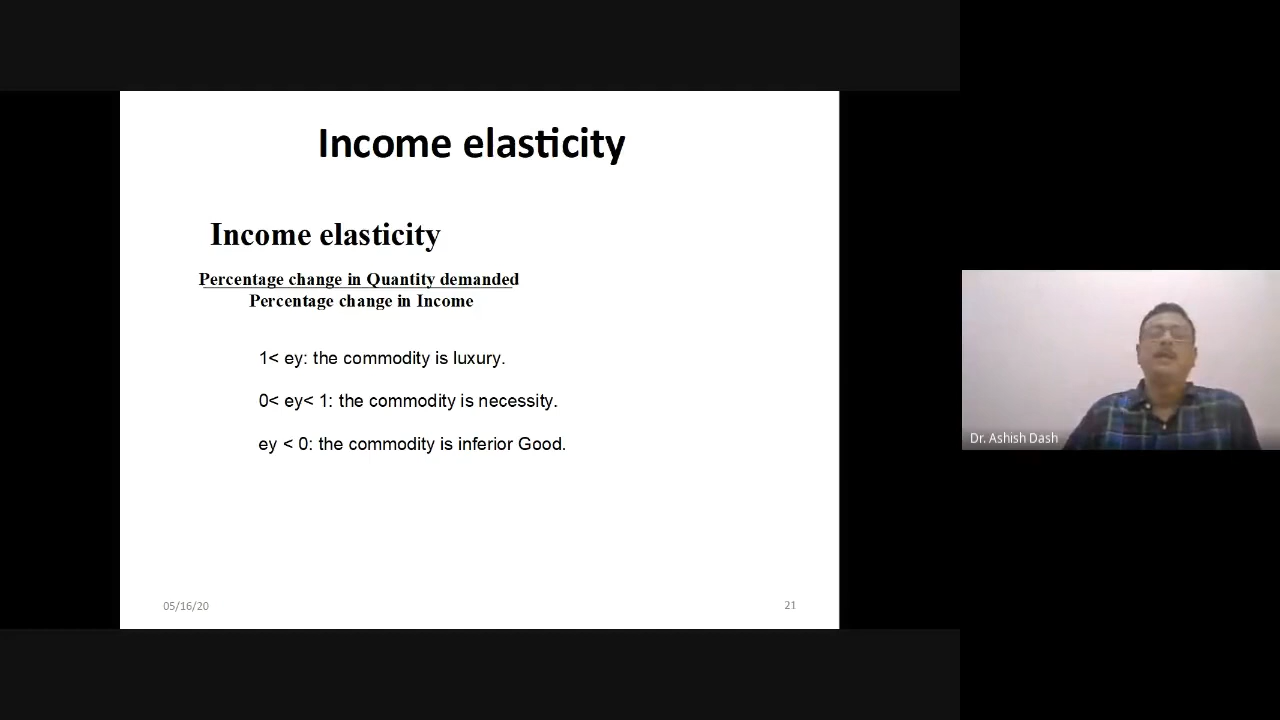 Income elasticity
Income elasticity
Percentage change in Quantity demanded
Percentage change in Income
1< ey: the commodity is luxury.
0< ey< 1: the commodity is necessity.
ey < 0: the commodity is inferior Good.
Dr. Ashish Dash
05/16/20
21